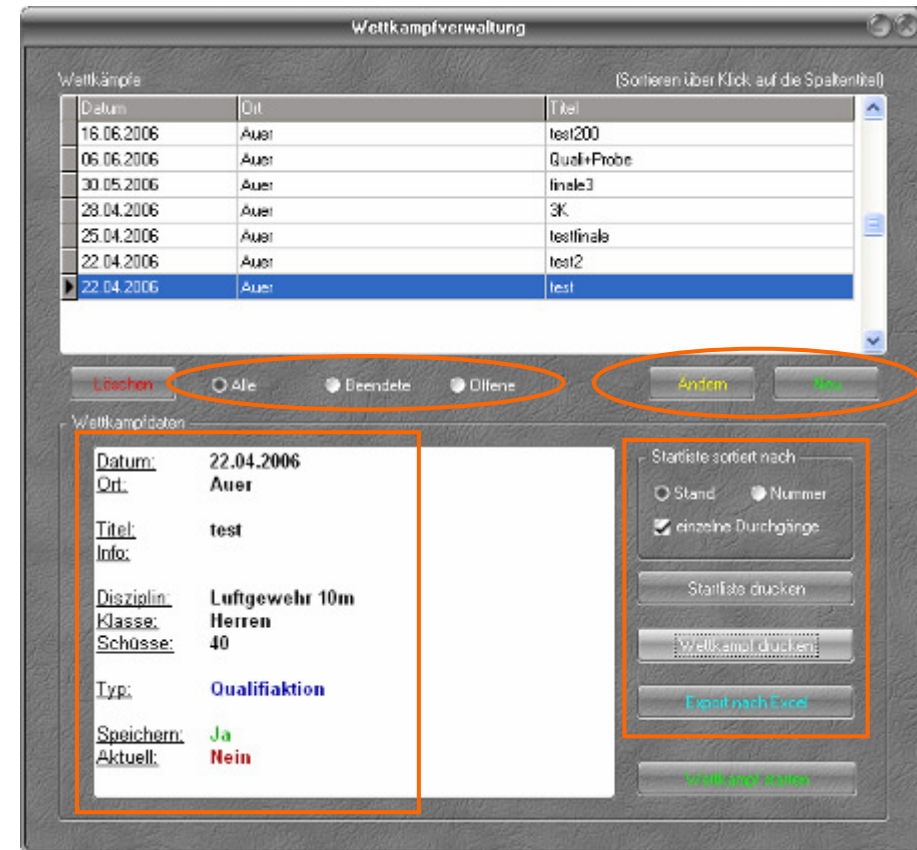 Wettkampfverwaltung
Wettkämpfe (Sortieren über Klick auf die Spaltentitel)
Datum Ort Titel
16.06.2006 Auer test200
06.06.2006 Auer Quali+Probe
30.05.2006 Auer finale3
28.04.2006 Auer 3K
25.04.2006 Auer testfinale
22.04.2006 Auer test2
22.04.2006 Auer test
Löschen Alle Beendete Offene Ändern Neu
Wettkampfdaten
Datum: 22.04.2006
Ort: Auer
Titel: test
Info:
Disziplin: Luftgewehr 10m
Klasse: Herren
Schüsse: 40
Typ: Qualifiaktion
Speichern: Ja
Aktuell: Nein
Startliste sortiert nach
Stand Nummer
einzelne Durchgänge
Startliste drucken
Wettkampf drucken
Export nach Excel
Wettkampf starten